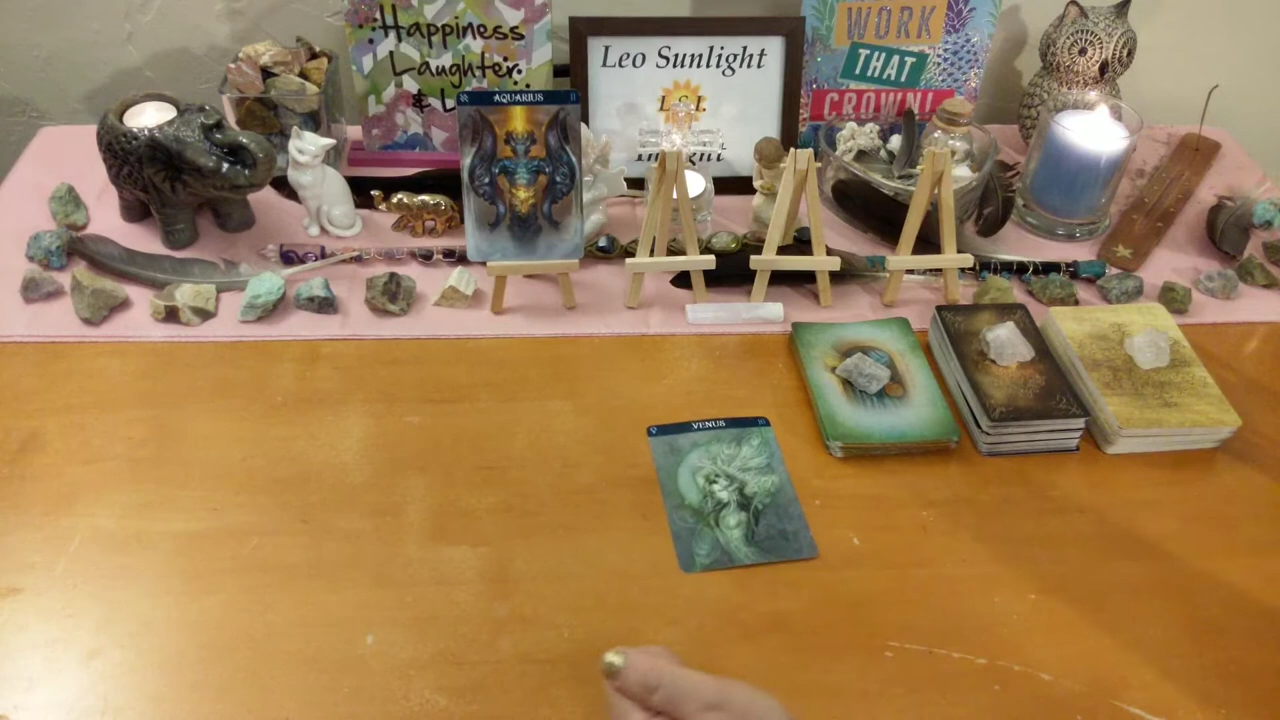 Happiness
Laughter
& L
AQUARIUS
Leo Sunlight
L.S.I.
WORK
THAT
CROWN!
VENUS